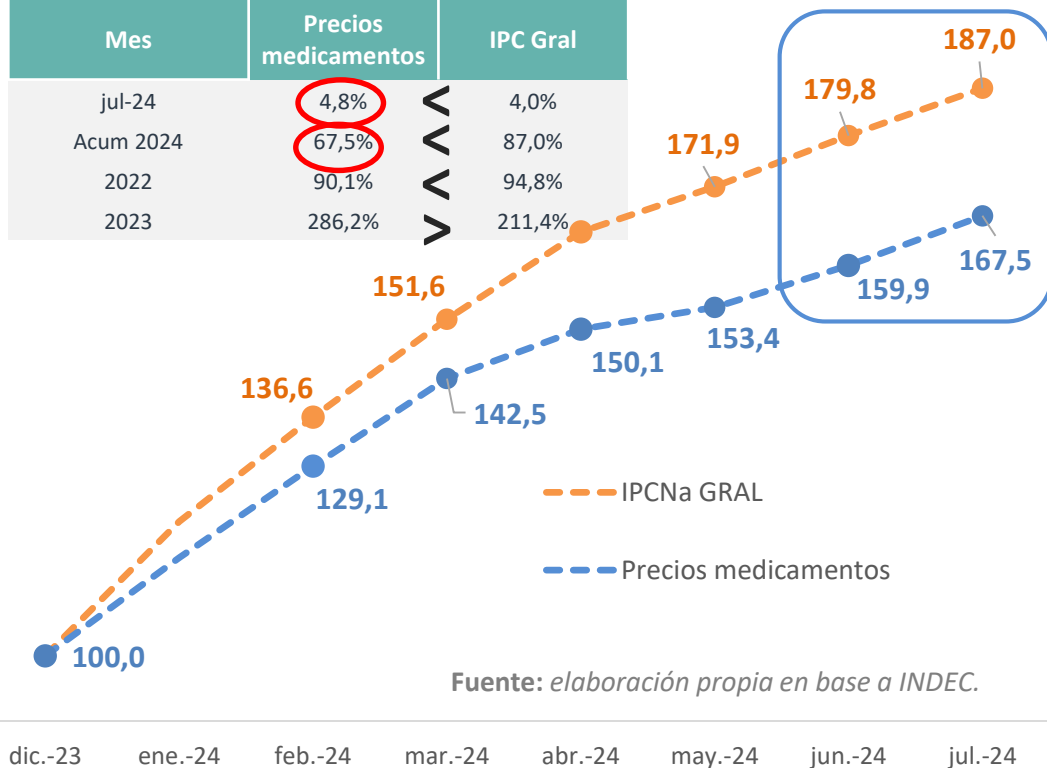 Mes Precios medicamentos IPC Gral
jul-24 4,8% < 4,0%
Acum 2024 67,5% < 87,0%
2022 90,1% < 94,8%
2023 286,2% > 211,4%
187,0
179,8
171,9
151,6
136,6
167,5
159,9
153,4
150,1
142,5
129,1
100,0
IPCNa GRAL
Precios medicamentos
Fuente: elaboración propia en base a INDEC.
dic.-23 ene.-24 feb.-24 mar.-24 abr.-24 may.-24 jun.-24 jul.-24